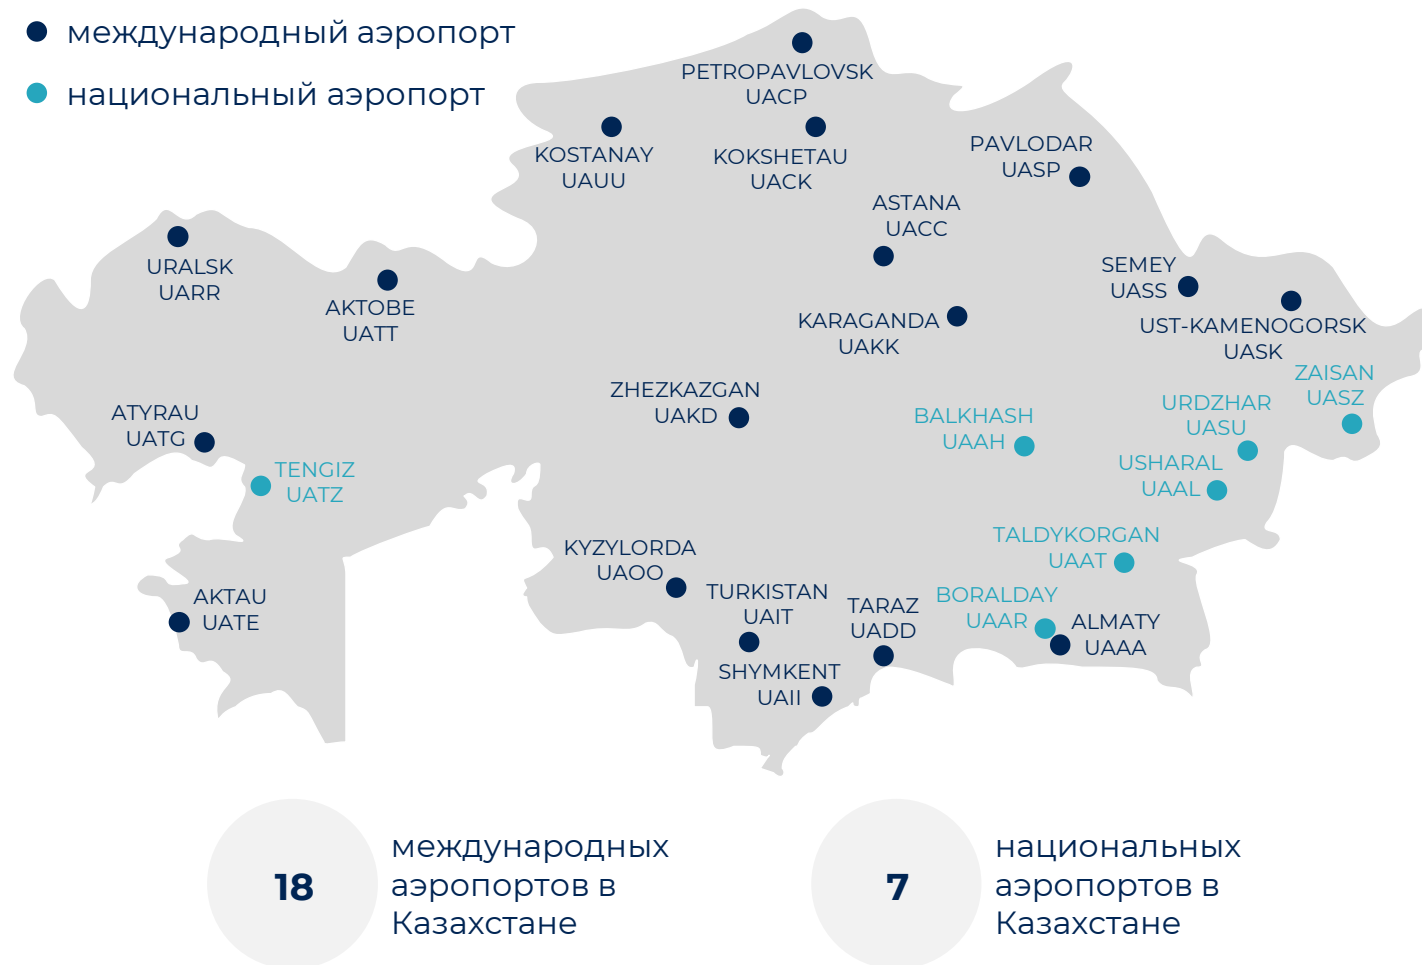 международный аэропорт
национальный аэропорт
PETROPAVLOVSK
UACP
KOSTANAY
UAUU
KOKSHETAU
UACK
PAVLODAR
UASP
ASTANA
UACC
URALSK
UARR
AKTOBE
UATT
SEMEY
UASS
KARAGANDA
UAKK
UST-KAMENOGORSK
UASK
ZAISAN
UASZ
ZHEZKAZGAN
UAKD
ATYRAU
UATG
BALKHASH
UAAH
URDZHAR
UASU
TENGIZ
UATZ
USHARAL
UAAL
KYZYLORDA
UAOO
TALDYKORGAN
UAAT
AKTAU
UATE
TURKISTAN
UAIT
TARAZ
UADD
BORALDAY
UAAR
ALMATY
UAAA
SHYMKENT
UAII
18
международных
аэропортов в
Казахстане
7
национальных
аэропортов в
Казахстане